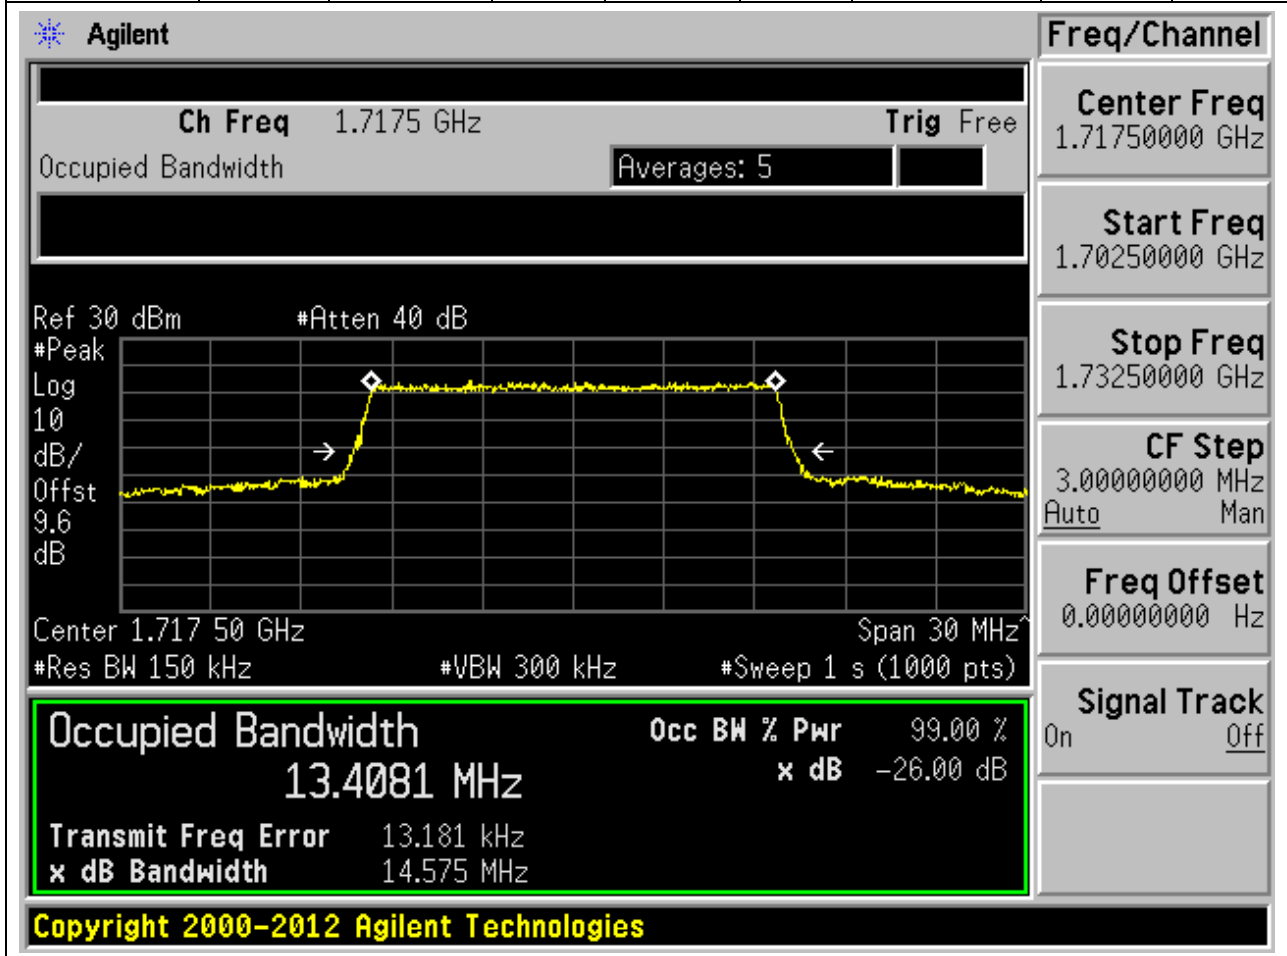 Agilent
Freq/Channel
Ch Freq 1.7175 GHz Trig Free
Occupied Bandwidth Averages: 5
Center Freq
1.71750000 GHz
Start Freq
1.70250000 GHz
Stop Freq
1.73250000 GHz
CF Step
3.00000000 MHz
Auto Man
Freq Offset
0.00000000 Hz
Signal Track
On Off
Ref 30 dBm #Atten 40 dB
#Peak
Log
10
dB/
Offst
9.6
dB
Center 1.717 50 GHz Span 30 MHz^
#Res BW 150 kHz #VBW 300 kHz #Sweep 1 s (1000 pts)
Occupied Bandwidth Occ BW % Pwr 99.00 %
13.4081 MHz x dB -26.00 dB
Transmit Freq Error 13.181 kHz
x dB Bandwidth 14.575 MHz
Copyright 2000-2012 Agilent Technologies